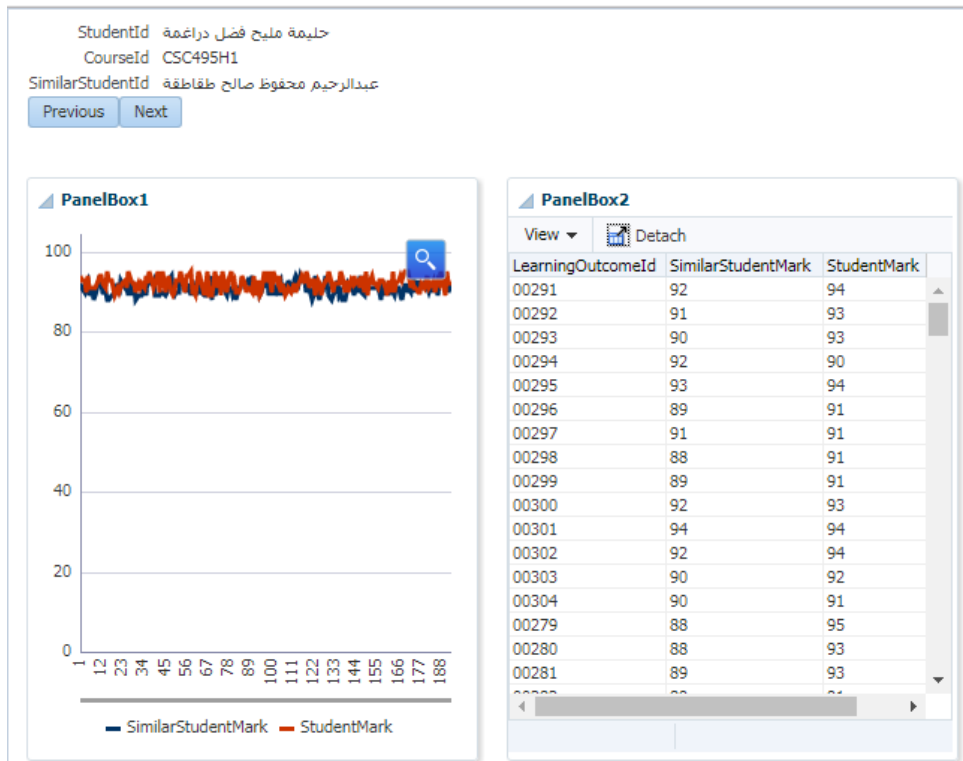 StudentId حليمة مليح فضل دراغمة
CourseId CSC495H1
SimilarStudentId عبدالرحيم محفوظ صالح طقاطقة
Previous Next
PanelBox1
100
80
60
40
20
0
1 12 23 34 45 56 67 78 89 100 111 122 133 144 155 166 177 188
SimilarStudentMark StudentMark
PanelBox2
View Detach
LearningOutcomeId SimilarStudentMark StudentMark
00291 92 94
00292 91 93
00293 90 93
00294 92 90
00295 93 94
00296 89 91
00297 91 91
00298 88 91
00299 89 91
00300 92 93
00301 94 94
00302 92 94
00303 90 92
00304 90 91
00279 88 95
00280 88 93
00281 89 93